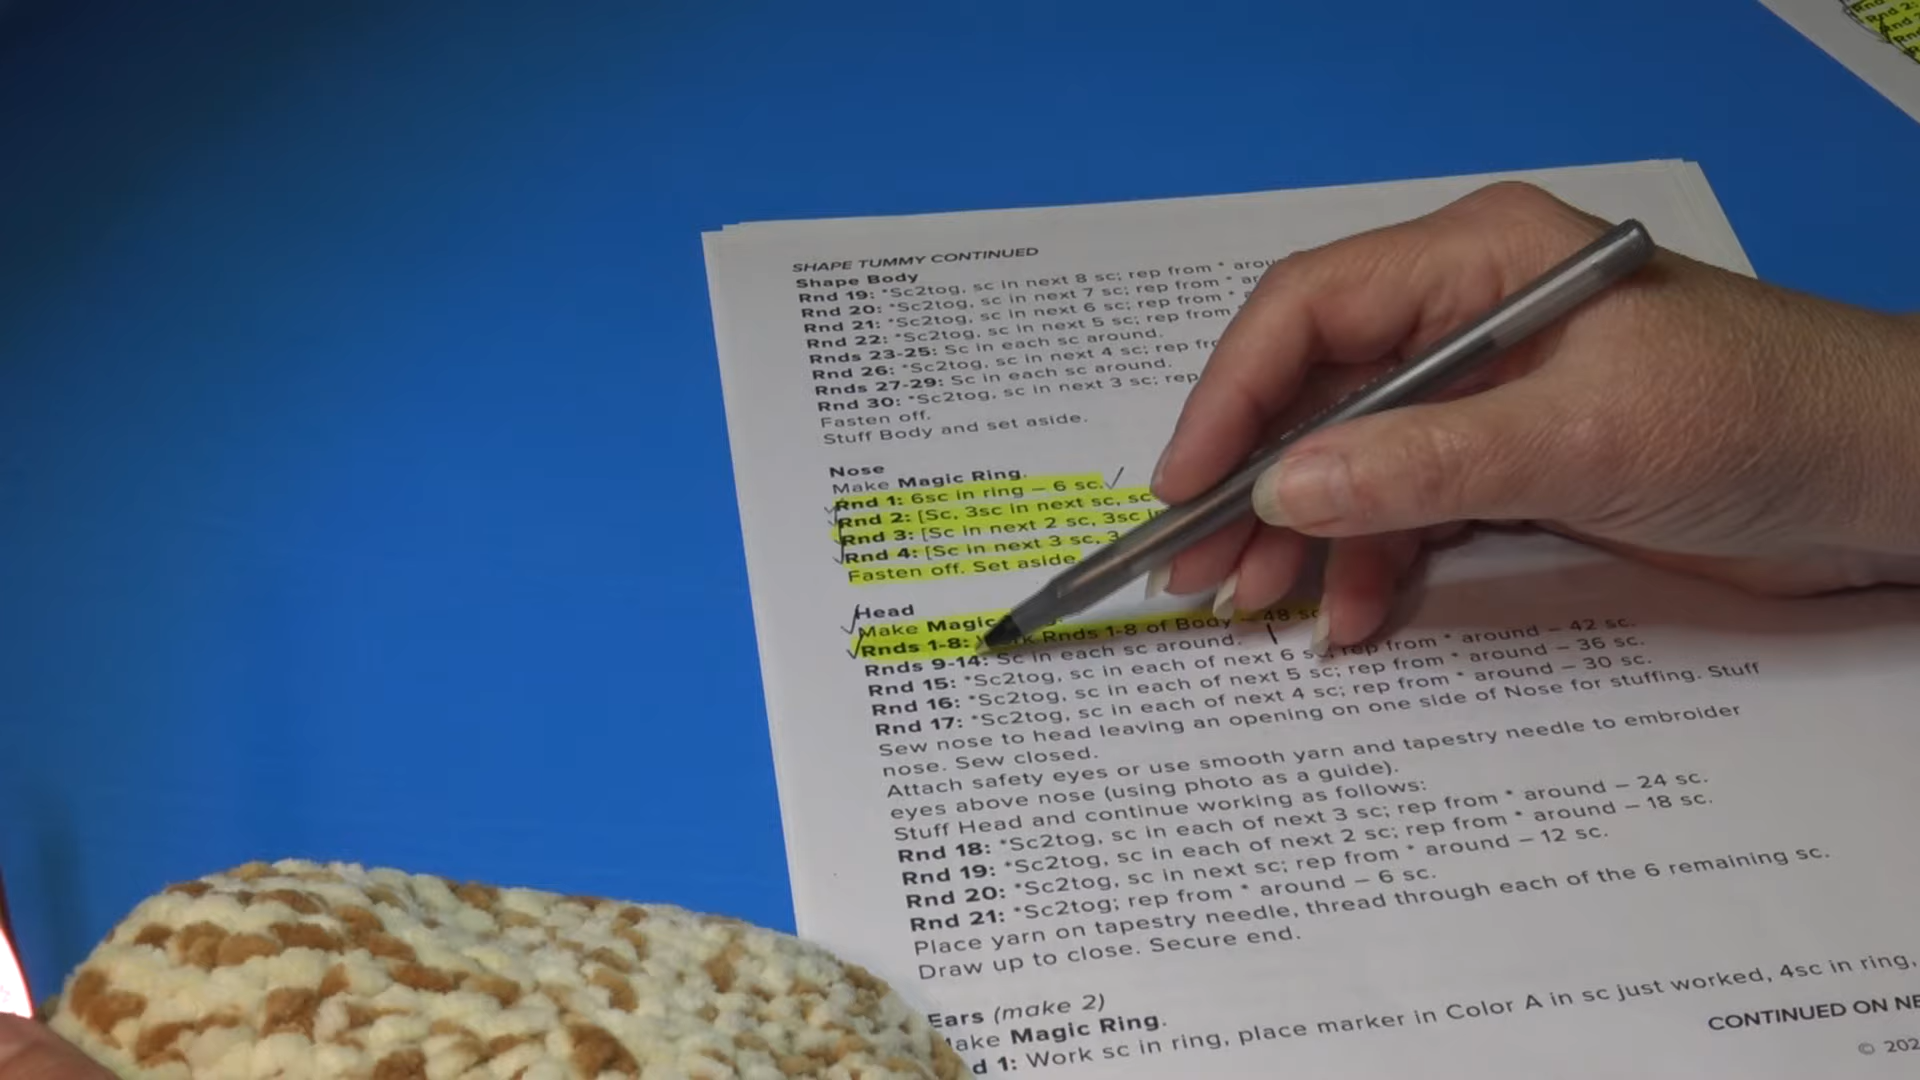 Rnd
Rnd 2:
SHAPE TUMMY CONTINUED
Shape Body
Rnd 19: *Sc2tog, sc in next 8 sc; rep from * arou
Rnd 20: *Sc2tog, sc in next 7 sc; rep from * ar
Rnd 21: *Sc2tog, sc in next 6 sc; rep from *
Rnd 22: *Sc2tog, sc in next 5 sc; rep from
Rnds 23-25: Sc in each sc around.
Rnd 26: *Sc2tog, sc in next 4 sc; rep fr
Rnds 27-29: Sc in each sc around.
Rnd 30: *Sc2tog, sc in next 3 sc; rep
Fasten off.
Stuff Body and set aside.
Nose
Make Magic Ring.
Rnd 1: 6sc in ring – 6 sc.
Rnd 2: [Sc, 3sc in next sc, sc
Rnd 3: [Sc in next 2 sc, 3sc in
Rnd 4: [Sc in next 3 sc, 3
Fasten off. Set aside
Head
Make Magic
Rnds 1-8: Rnds 1-8 of Body – 48 sc
Rnds 9-14: Sc in each sc around.
Rnd 15: *Sc2tog, sc in each of next 6 sc; rep from * around – 42 sc.
Rnd 16: *Sc2tog, sc in each of next 5 sc; rep from * around – 36 sc.
Rnd 17: *Sc2tog, sc in each of next 4 sc; rep from * around – 30 sc.
Sew nose to head leaving an opening on one side of Nose for stuffing. Stuff
nose. Sew closed.
Attach safety eyes or use smooth yarn and tapestry needle to embroider
eyes above nose (using photo as a guide).
Stuff Head and continue working as follows:
Rnd 18: *Sc2tog, sc in each of next 3 sc; rep from * around – 24 sc.
Rnd 19: *Sc2tog, sc in each of next 2 sc; rep from * around – 18 sc.
Rnd 20: *Sc2tog, sc in next sc; rep from * around – 12 sc.
Rnd 21: *Sc2tog; rep from * around – 6 sc.
Place yarn on tapestry needle, thread through each of the 6 remaining sc.
Draw up to close. Secure end.
Ears (make 2)
ake Magic Ring.
d 1: Work sc in ring, place marker in Color A in sc just worked, 4sc in ring,
CONTINUED ON NE
© 202